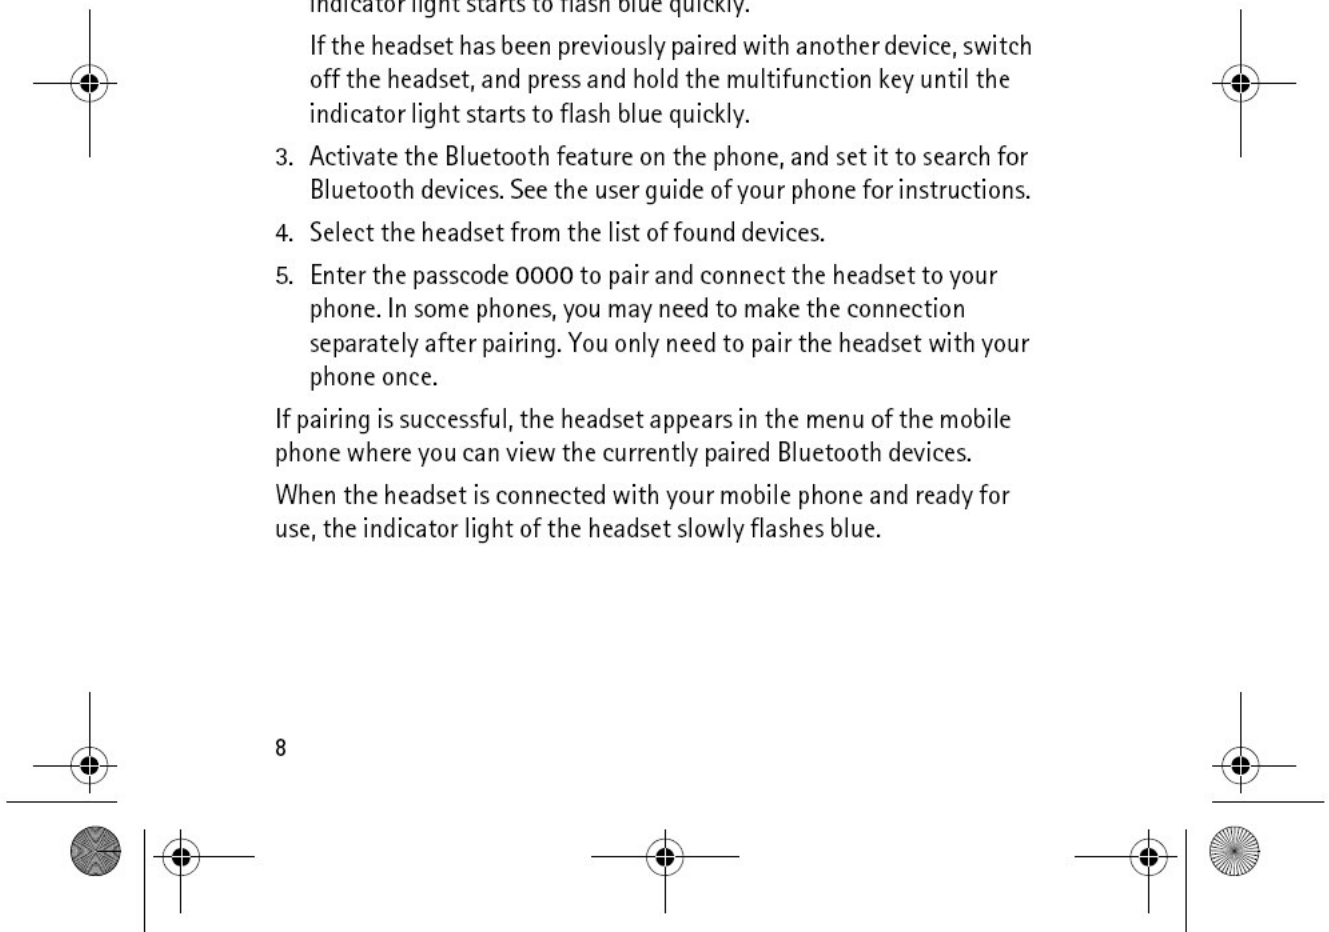 indicator light starts to flash blue quickly.
If the headset has been previously paired with another device, switch
off the headset, and press and hold the multifunction key until the
indicator light starts to flash blue quickly.
3. Activate the Bluetooth feature on the phone, and set it to search for
Bluetooth devices. See the user guide of your phone for instructions.
4. Select the headset from the list of found devices.
5. Enter the passcode 0000 to pair and connect the headset to your
phone. In some phones, you may need to make the connection
separately after pairing. You only need to pair the headset with your
phone once.
If pairing is successful, the headset appears in the menu of the mobile
phone where you can view the currently paired Bluetooth devices.
When the headset is connected with your mobile phone and ready for
use, the indicator light of the headset slowly flashes blue.
8